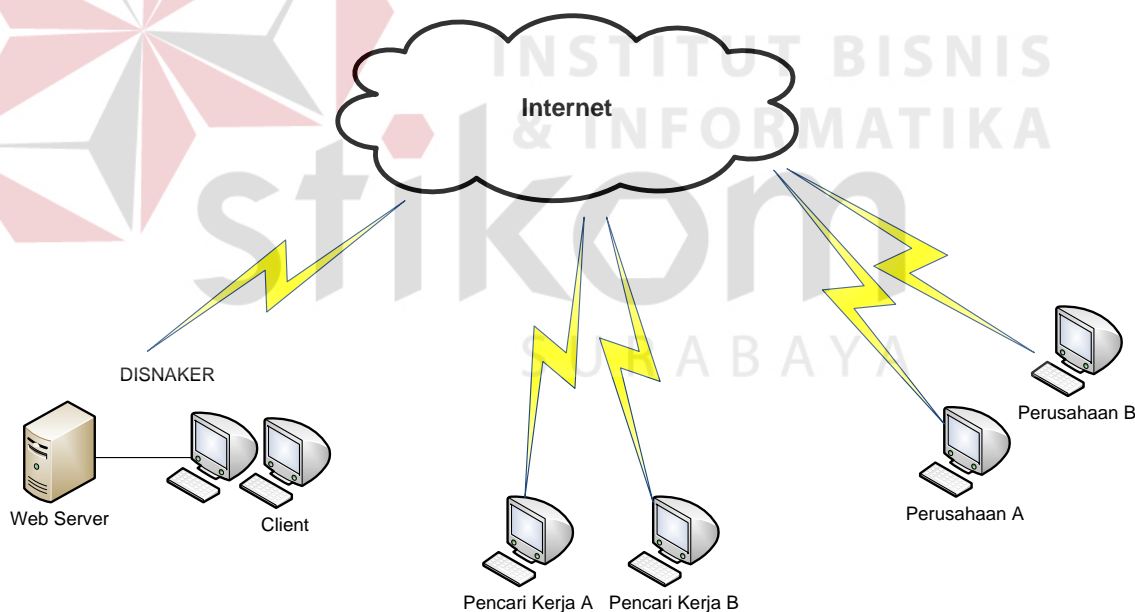 INSTITUT BISNIS
& INFORMATIKA
stikom
SURABAYA
Internet
DISNAKER
Web Server
Client
Pencari Kerja A
Pencari Kerja B
Perusahaan A
Perusahaan B